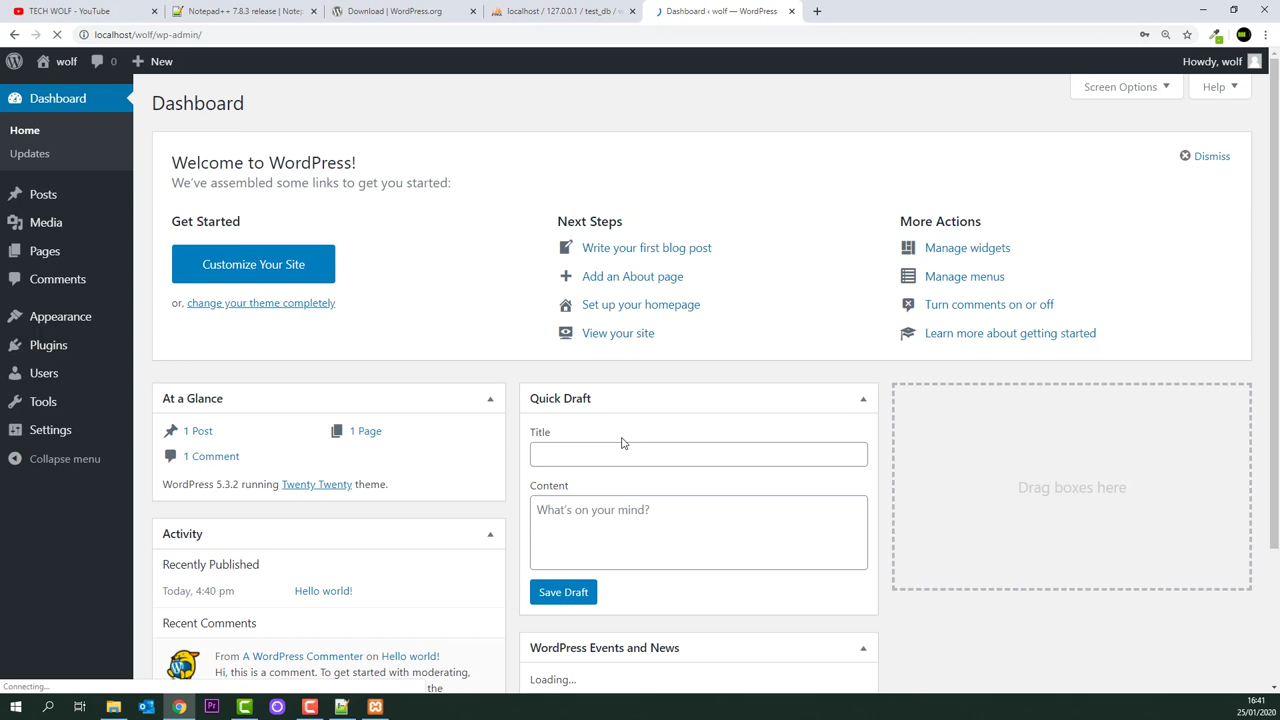 TECH WOLF - YouTube
Notepad++ 7.8.3 release | Notep
Download | WordPress.org
localhost / 127.0.0.1 / test_db / w
Dashboard ‹ wolf — WordPress
localhost/wolf/wp-admin/
wolf
0
New
Howdy, wolf
Dashboard
Home
Updates
Posts
Media
Pages
Comments
Appearance
Plugins
Users
Tools
Settings
Collapse menu
Dashboard
Screen Options
Help
Welcome to WordPress!
We've assembled some links to get you started:
Dismiss
Get Started
Customize Your Site
or, change your theme completely
Next Steps
Write your first blog post
Add an About page
Set up your homepage
View your site
More Actions
Manage widgets
Manage menus
Turn comments on or off
Learn more about getting started
At a Glance
1 Post
1 Page
1 Comment
WordPress 5.3.2 running Twenty Twenty theme.
Activity
Recently Published
Today, 4:40 pm Hello world!
Recent Comments
From A WordPress Commenter on Hello world!
Hi, this is a comment. To get started with moderating,
the
Quick Draft
Title
Content
What's on your mind?
Save Draft
WordPress Events and News
Loading...
Drag boxes here
Connecting...
Pr
16:41
25/01/2020